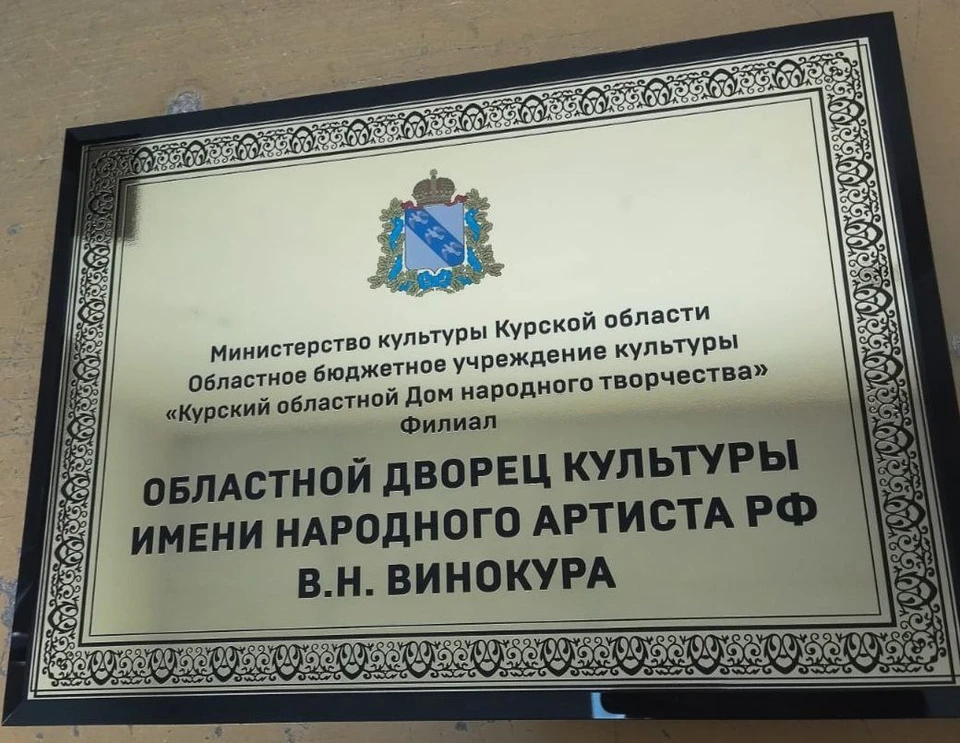 Министерство культуры Курской области
Областное бюджетное учреждение культуры
«Курский областной Дом народного творчества»
Филиал
ОБЛАСТНОЙ ДВОРЕЦ КУЛЬТУРЫ
ИМЕНИ НАРОДНОГО АРТИСТА РФ
В.Н. ВИНОКУРА